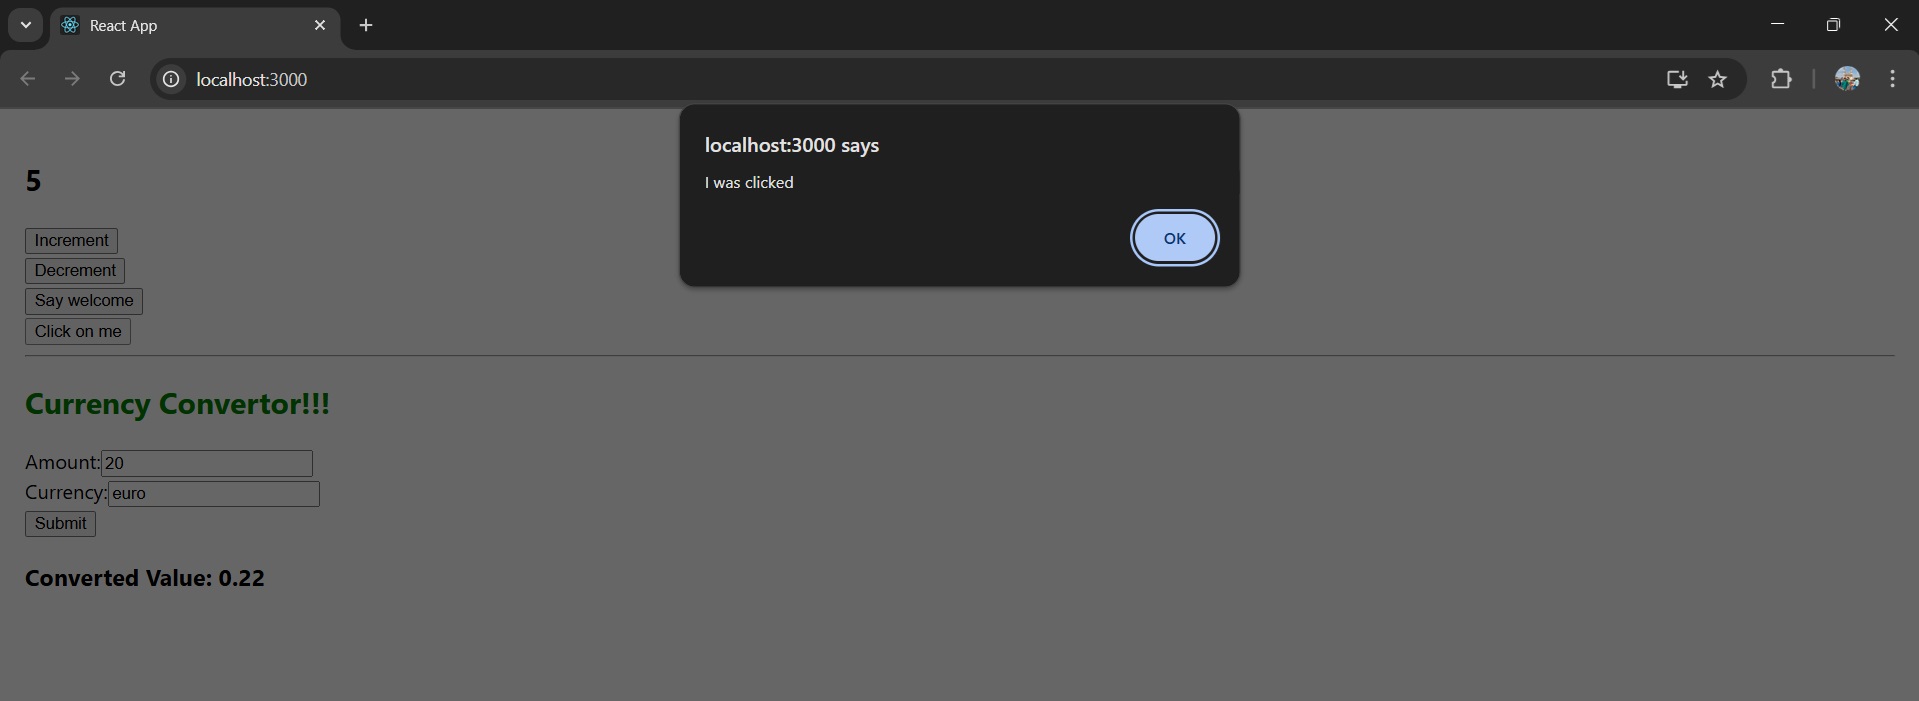 React App
localhost:3000
localhost:3000 says
I was clicked
OK
5
Increment
Decrement
Say welcome
Click on me
Currency Convertor!!!
Amount:20
Currency:euro
Submit
Converted Value: 0.22